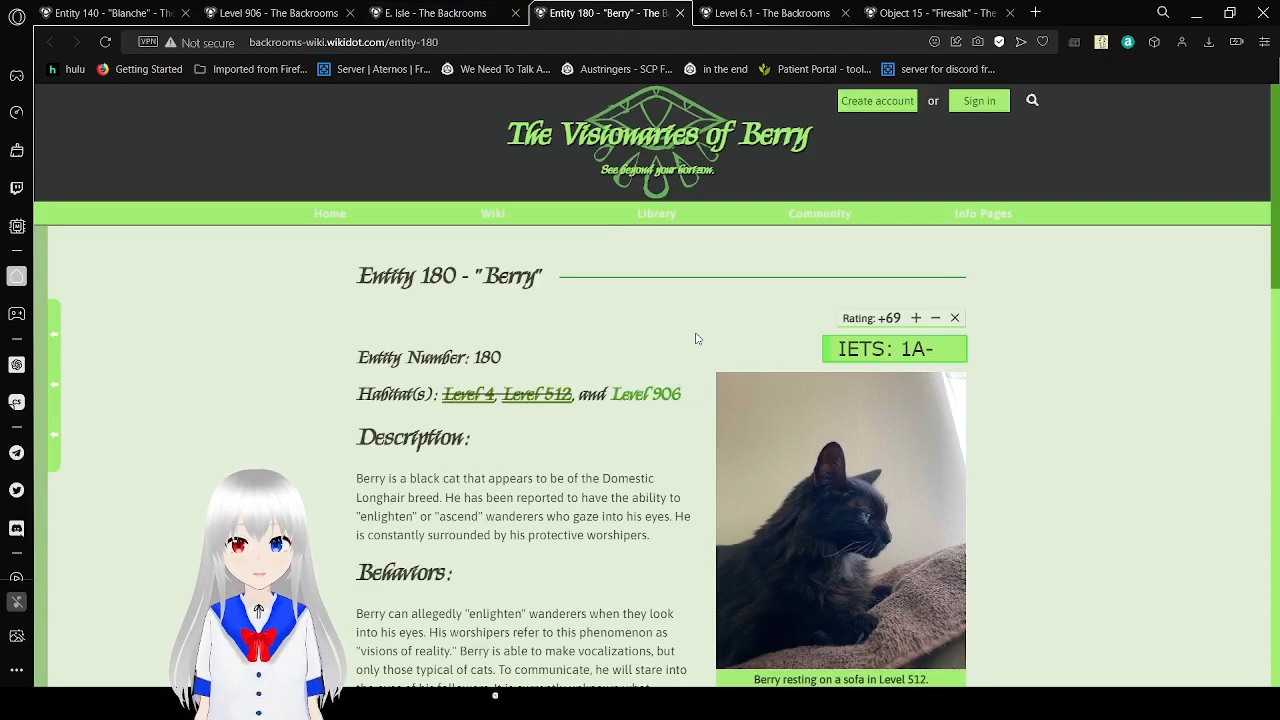 Entity 140 - "Blanche" - The
Level 906 - The Backrooms
E. Isle - The Backrooms
Entity 180 - "Berry" - The B
Level 6.1 - The Backrooms
Object 15 - "Firesalt" - The
VPN Not secure backrooms-wiki.wikidot.com/entity-180
hulu Getting Started Imported from Firef... Server | Aternos | Fr... We Need To Talk A... Austringers - SCP F... in the end Patient Portal - tool... server for discord fr...
Create account or Sign in
The Visionaries of Berry
See beyond your horizon.
Home Wiki Library Community Info Pages
Entity 180 - "Berry"
Rating: +69 + − ×
IETS: 1A-
Entity Number: 180
Habitat(s): Level 4, Level 512, and Level 906
Description:
Berry is a black cat that appears to be of the Domestic
Longhair breed. He has been reported to have the ability to
"enlighten" or "ascend" wanderers who gaze into his eyes. He
is constantly surrounded by his protective worshipers.
Behaviors:
Berry can allegedly "enlighten" wanderers when they look
into his eyes. His worshipers refer to this phenomenon as
"visions of reality." Berry is able to make vocalizations, but
only those typical of cats. To communicate, he will stare into
Berry resting on a sofa in Level 512.